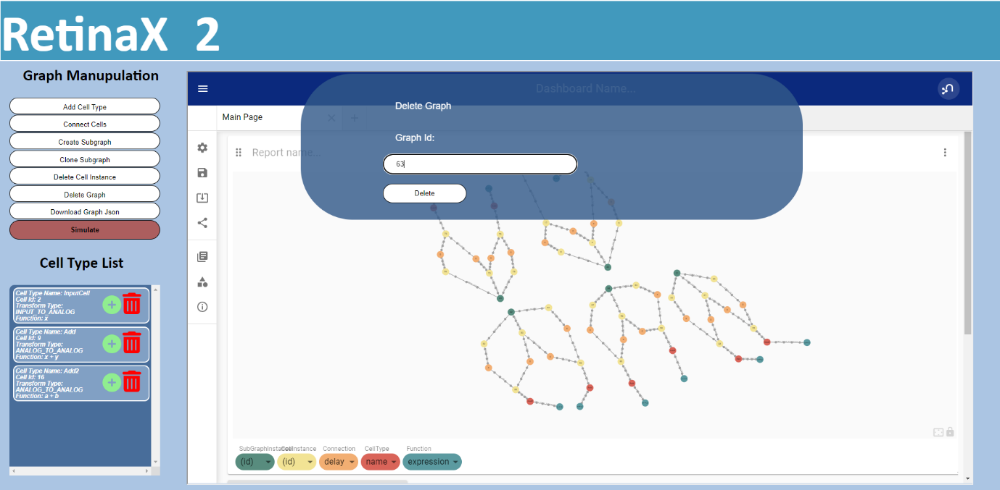 RetinaX 2
Graph Manupulation
Add Cell Type
Connect Cells
Create Subgraph
Clone Subgraph
Delete Cell Instance
Delete Graph
Download Graph Json
Simulate
Cell Type List
Cell Type Name: InputCell
Cell Id: 2
Transform Type:
INPUT_TO_ANALOG
Function: x
Cell Type Name: Add
Cell Id: 9
Transform Type:
ANALOG_TO_ANALOG
Function: x + y
Cell Type Name: Add2
Cell Id: 16
Transform Type:
ANALOG_TO_ANALOG
Function: a + b
Dashboard Name...
Main Page
Report name...
Delete Graph
Graph Id:
63
Delete
SubGraphInstance CellInstance Connection CellType Function
(id) (id) delay name expression